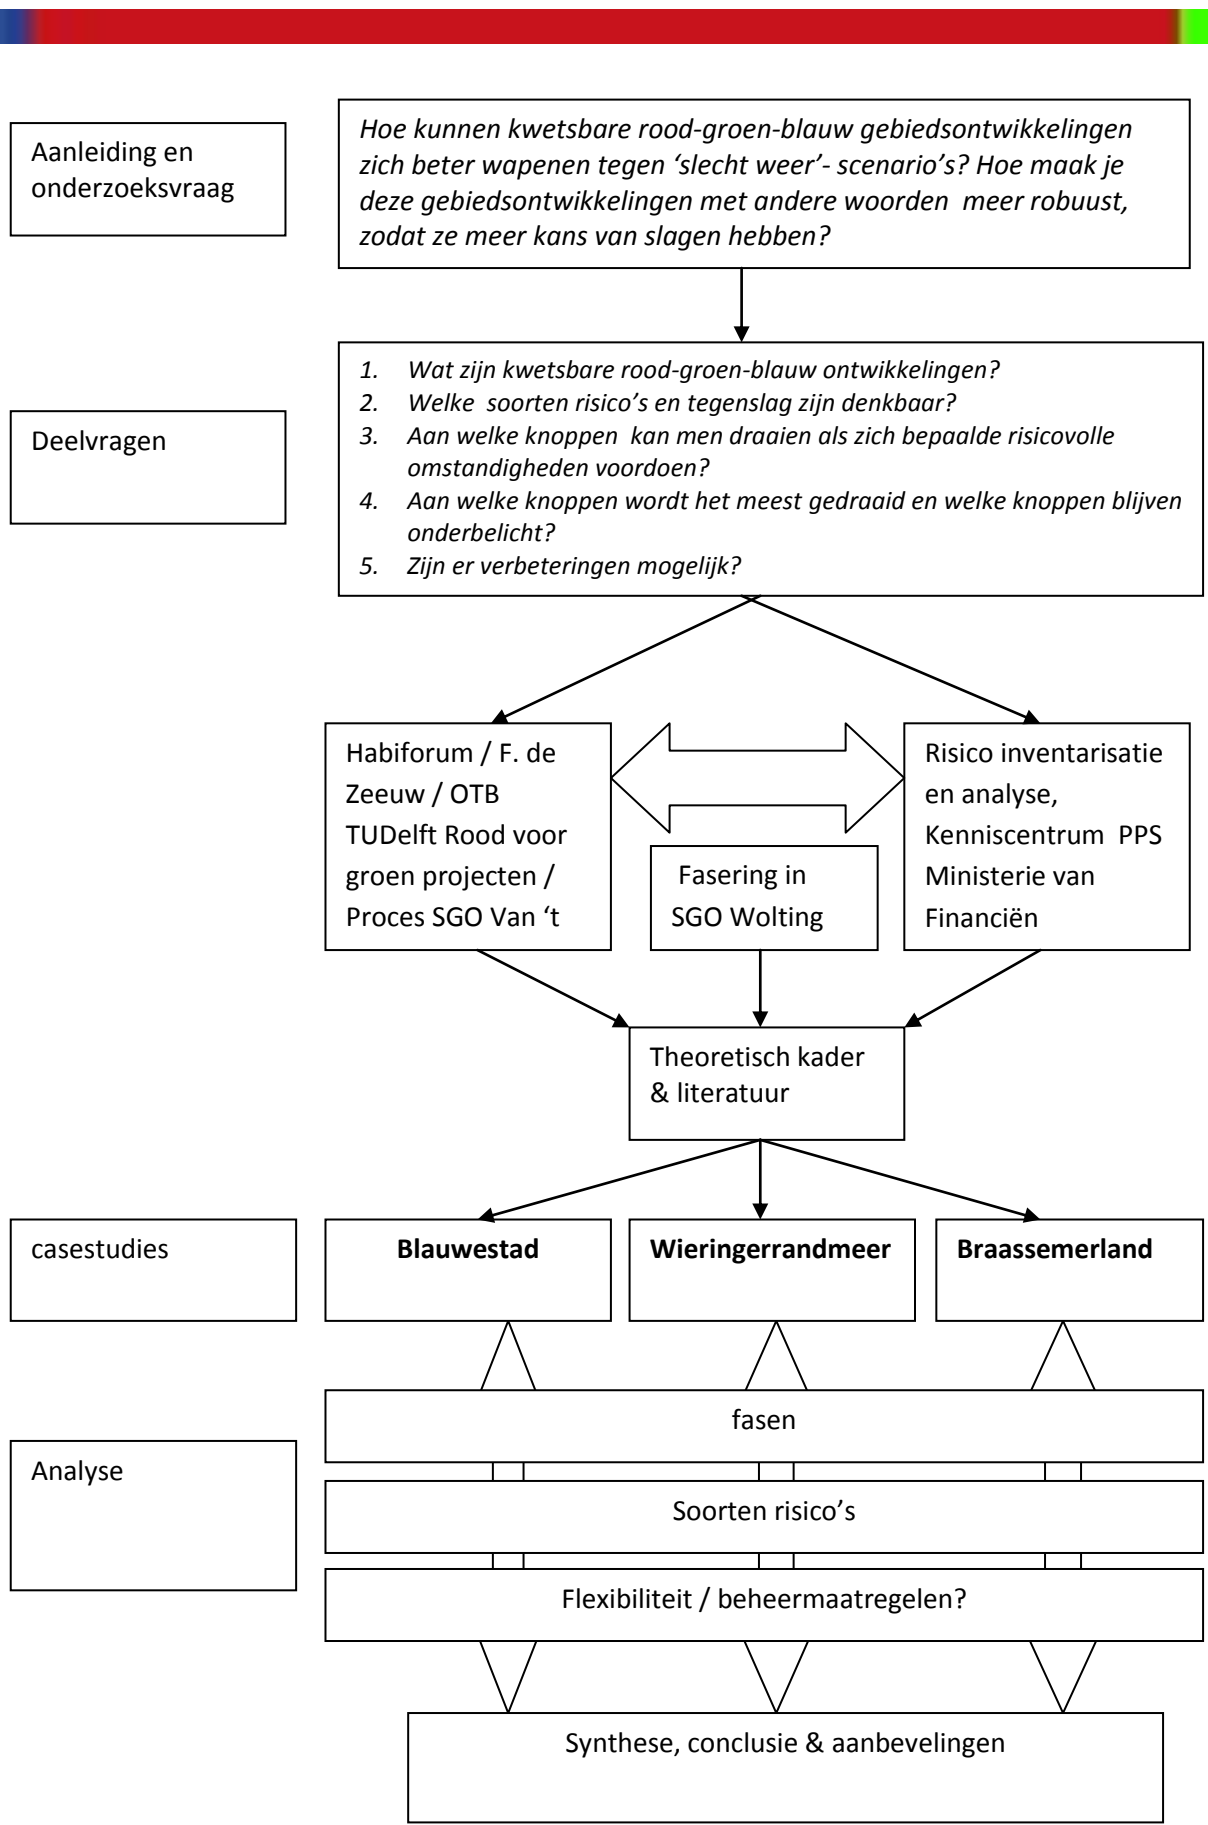 Aanleiding en
onderzoeksvraag
Hoe kunnen kwetsbare rood-groen-blauw gebiedsontwikkelingen
zich beter wapenen tegen ‘slecht weer’- scenario’s? Hoe maak je
deze gebiedsontwikkelingen met andere woorden meer robuust,
zodat ze meer kans van slagen hebben?
Deelvragen
1. Wat zijn kwetsbare rood-groen-blauw ontwikkelingen?
2. Welke soorten risico’s en tegenslag zijn denkbaar?
3. Aan welke knoppen kan men draaien als zich bepaalde risicovolle
omstandigheden voordoen?
4. Aan welke knoppen wordt het meest gedraaid en welke knoppen blijven
onderbelicht?
5. Zijn er verbeteringen mogelijk?
Habiforum / F. de
Zeeuw / OTB
TUDelft Rood voor
groen projecten /
Proces SGO Van ‘t
Fasering in
SGO Wolting
Risico inventarisatie
en analyse,
Kenniscentrum PPS
Ministerie van
Financiën
Theoretisch kader
& literatuur
casestudies
Blauwestad
Wieringerrandmeer
Braassemerland
Analyse
fasen
Soorten risico’s
Flexibiliteit / beheermaatregelen?
Synthese, conclusie & aanbevelingen